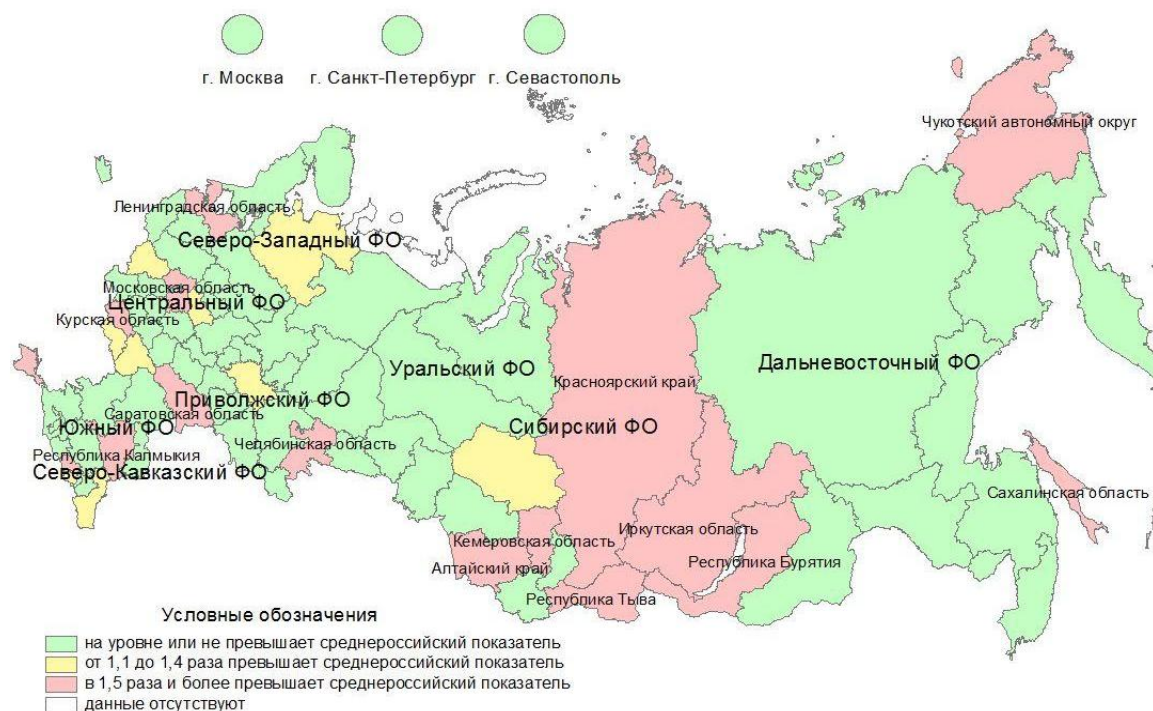 г. Москва
г. Санкт-Петербург
г. Севастополь
Чукотский автономный округ
Ленинградская область
Северо-Западный ФО
Московская область
Центральный ФО
Курская область
Уральский ФО
Дальневосточный ФО
Красноярский край
Приволжский ФО
Саратовская область
Южный ФО
Сибирский ФО
Челябинская область
Республика Калмыкия
Северо-Кавказский ФО
Сахалинская область
Иркутская область
Кемеровская область
Республика Бурятия
Алтайский край
Республика Тыва
Условные обозначения
на уровне или не превышает среднероссийский показатель
от 1,1 до 1,4 раза превышает среднероссийский показатель
в 1,5 раза и более превышает среднероссийский показатель
данные отсутствуют